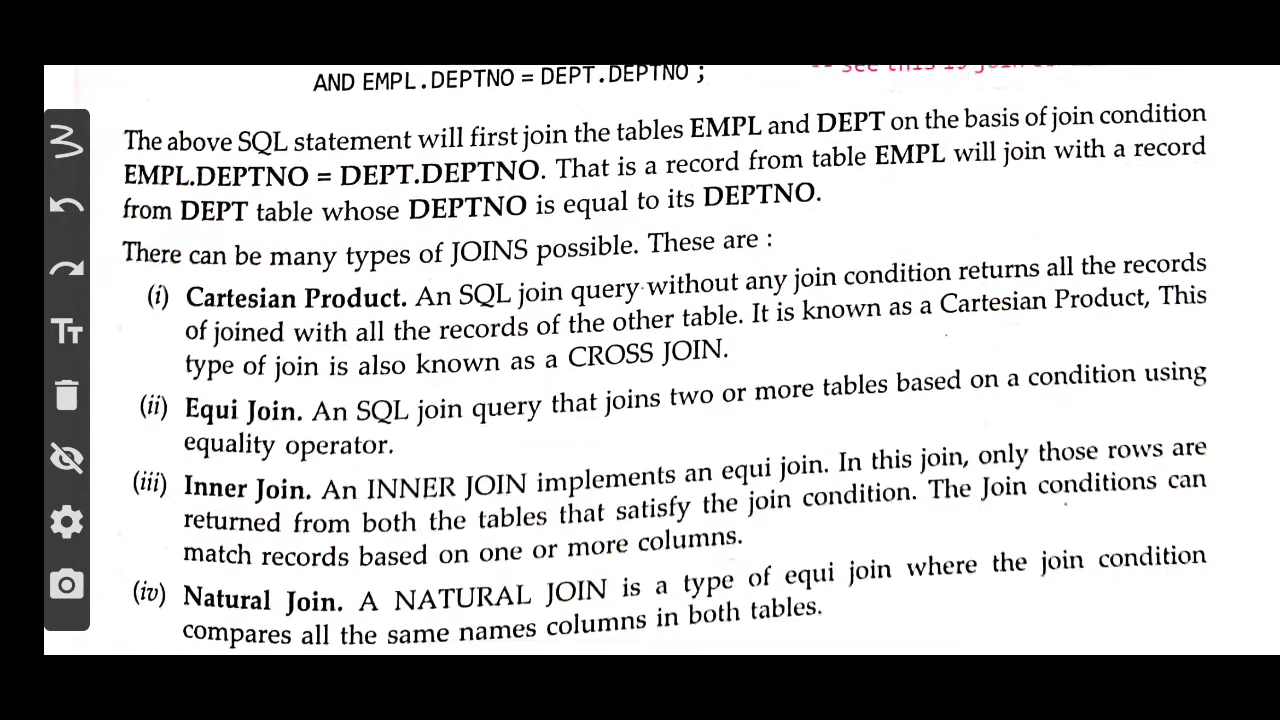 AND EMPL.DEPTNO = DEPT.DEPTNO ;
The above SQL statement will first join the tables EMPL and DEPT on the basis of join condition
EMPL.DEPTNO = DEPT.DEPTNO. That is a record from table EMPL will join with a record
from DEPT table whose DEPTNO is equal to its DEPTNO.
There can be many types of JOINS possible. These are :
(i) Cartesian Product. An SQL join query without any join condition returns all the records
of joined with all the records of the other table. It is known as a Cartesian Product, This
type of join is also known as a CROSS JOIN.
(ii) Equi Join. An SQL join query that joins two or more tables based on a condition using
equality operator.
(iii) Inner Join. An INNER JOIN implements an equi join. In this join, only those rows are
returned from both the tables that satisfy the join condition. The Join conditions can
match records based on one or more columns.
(iv) Natural Join. A NATURAL JOIN is a type of equi join where the join condition
compares all the same names columns in both tables.
Tт